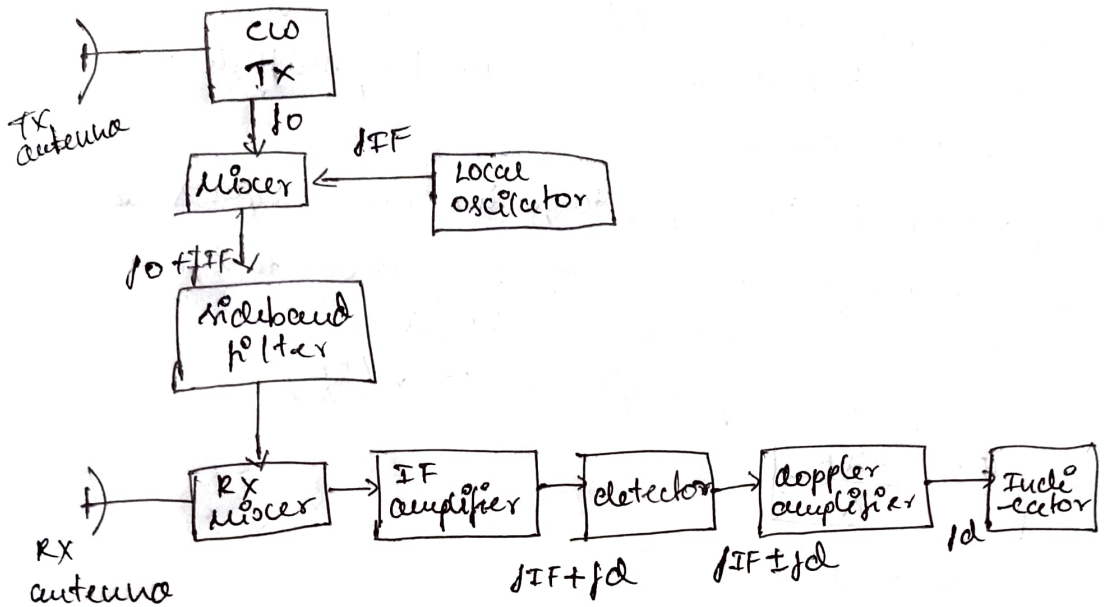 CW
TX
TX
antenna
fo
fIF
Mixer
Local
oscilator
fo +fIF
sideband
filter
RX
Mixer
IF
amplifier
detector
doppler
amplifier
Indi
-cator
RX
antenna
fIF+fd
fIF±fd
fd